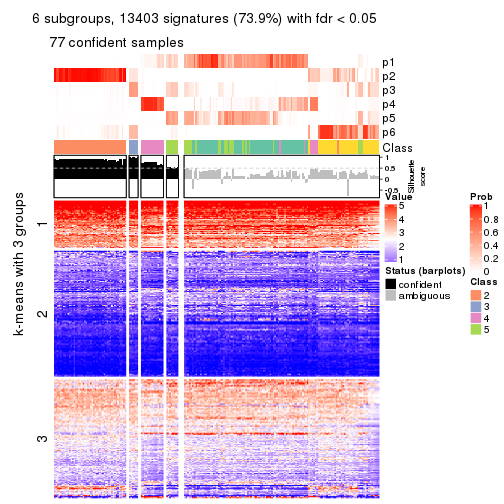 6 subgroups, 13403 signatures (73.9%) with fdr < 0.05
77 confident samples
p1
p2
p3
p4
p5
p6
Class
1
0.5
0
-0.5
Silhouette
score
k-means with 3 groups
1
2
3
Value
5
4
3
2
1
Status (barplots)
confident
ambiguous
Prob
1
0.8
0.6
0.4
0.2
0
Class
2
3
4
5